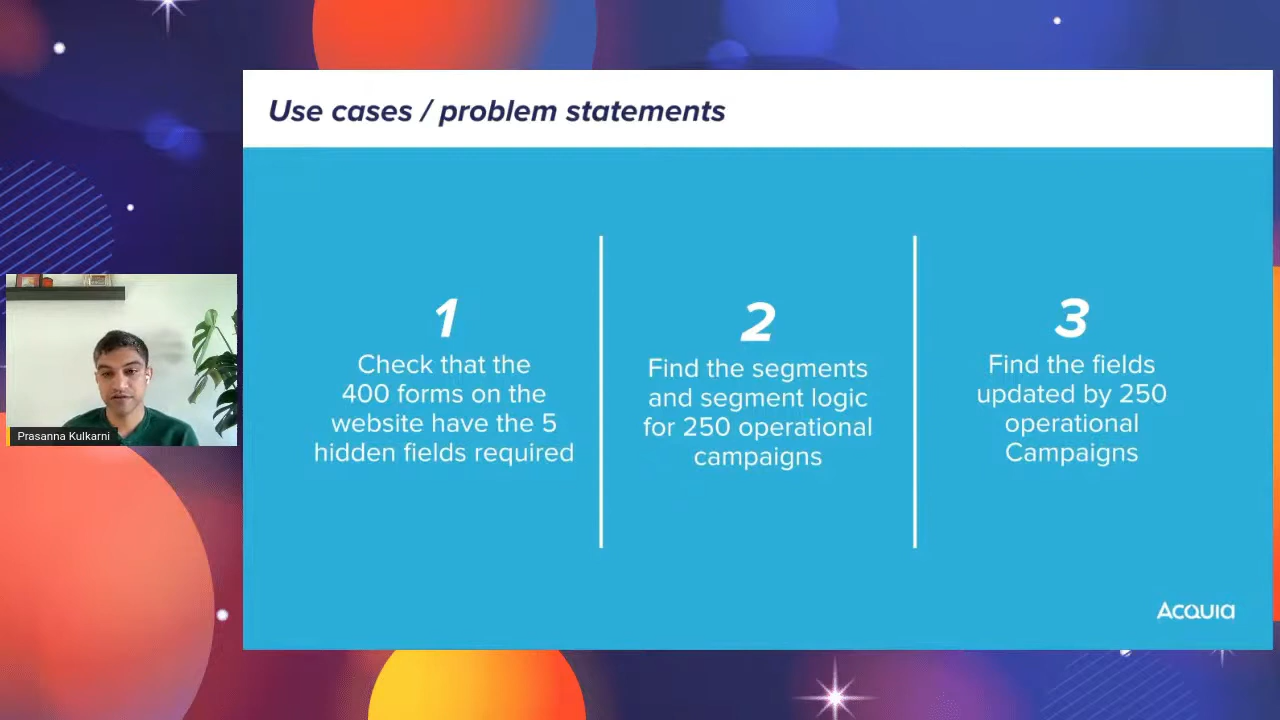 Use cases / problem statements
1
Check that the
400 forms on the
website have the 5
hidden fields required
2
Find the segments
and segment logic
for 250 operational
campaigns
3
Find the fields
updated by 250
operational
Campaigns
Prasanna Kulkarni
Acquia